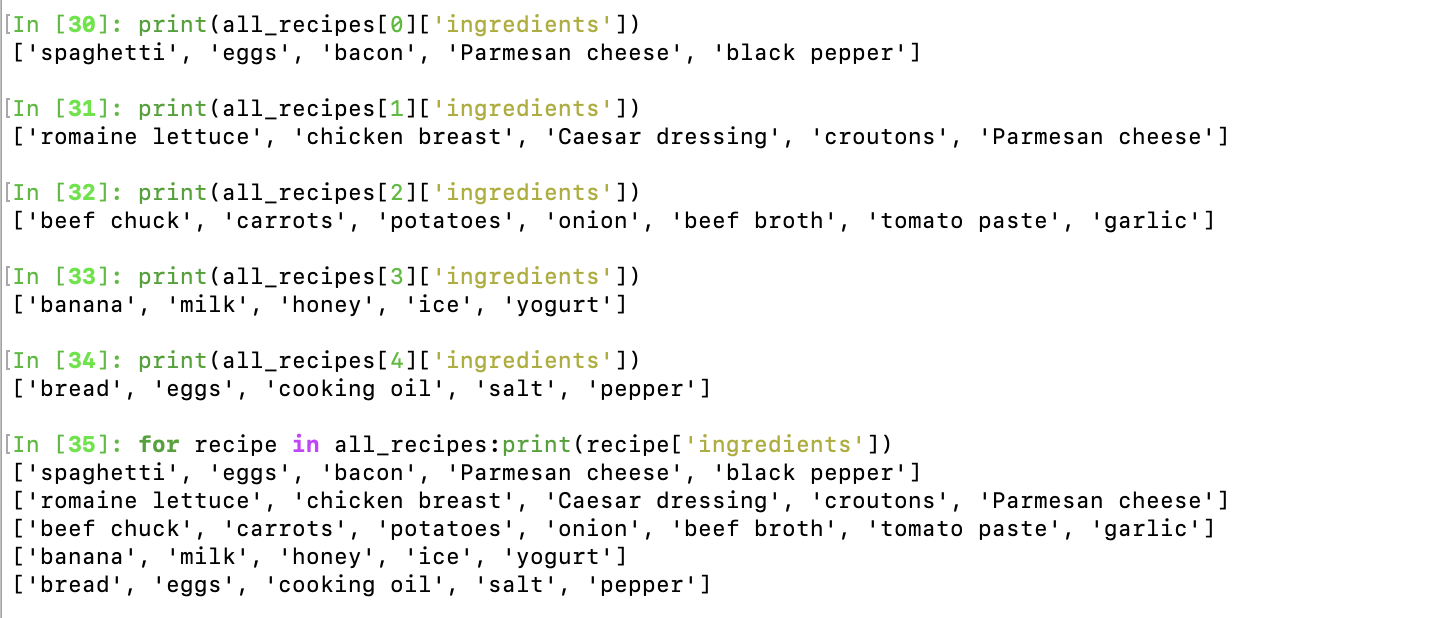 [In [30]: print(all_recipes[0]['ingredients'])
['spaghetti', 'eggs', 'bacon', 'Parmesan cheese', 'black pepper']
[In [31]: print(all_recipes[1]['ingredients'])
['romaine lettuce', 'chicken breast', 'Caesar dressing', 'croutons', 'Parmesan cheese']
[In [32]: print(all_recipes[2]['ingredients'])
['beef chuck', 'carrots', 'potatoes', 'onion', 'beef broth', 'tomato paste', 'garlic']
[In [33]: print(all_recipes[3]['ingredients'])
['banana', 'milk', 'honey', 'ice', 'yogurt']
[In [34]: print(all_recipes[4]['ingredients'])
['bread', 'eggs', 'cooking oil', 'salt', 'pepper']
[In [35]: for recipe in all_recipes:print(recipe['ingredients'])
['spaghetti', 'eggs', 'bacon', 'Parmesan cheese', 'black pepper']
['romaine lettuce', 'chicken breast', 'Caesar dressing', 'croutons', 'Parmesan cheese']
['beef chuck', 'carrots', 'potatoes', 'onion', 'beef broth', 'tomato paste', 'garlic']
['banana', 'milk', 'honey', 'ice', 'yogurt']
['bread', 'eggs', 'cooking oil', 'salt', 'pepper']